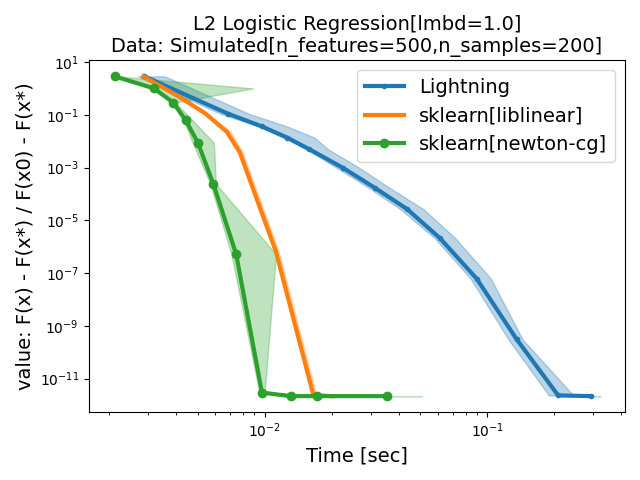 L2 Logistic Regression[lmbd=1.0]
Data: Simulated[n_features=500,n_samples=200]
value: F(x) - F(x*) / F(x0) - F(x*)
10¹
10⁻¹
10⁻³
10⁻⁵
10⁻⁷
10⁻⁹
10⁻¹¹
Lightning
sklearn[liblinear]
sklearn[newton-cg]
10⁻²
10⁻¹
Time [sec]